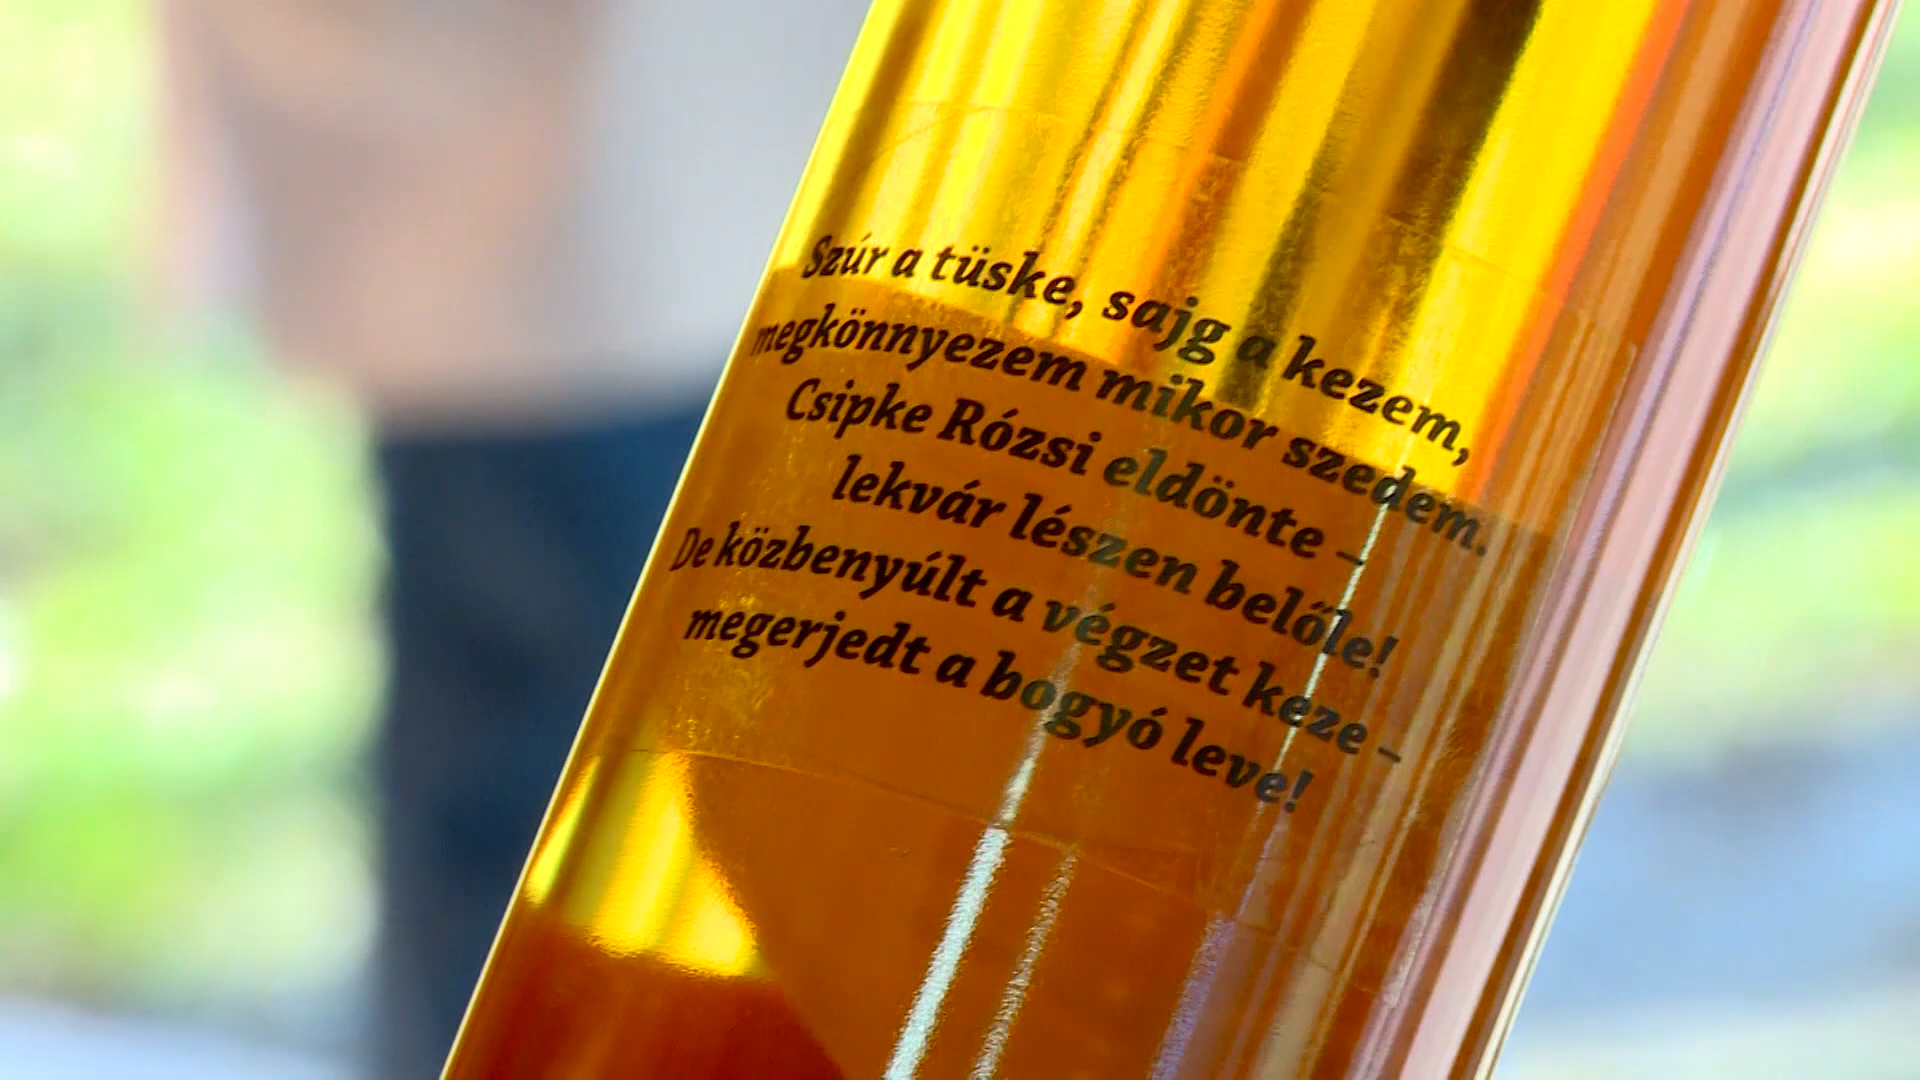 Szúr a tüske, sajg a kezem,
megkönnyezem mikor szedem.
Csipke Rózsi eldönte –
lekvár lészen belőle!
De közbenyúlt a végzet keze –
megerjedt a bogyó leve!